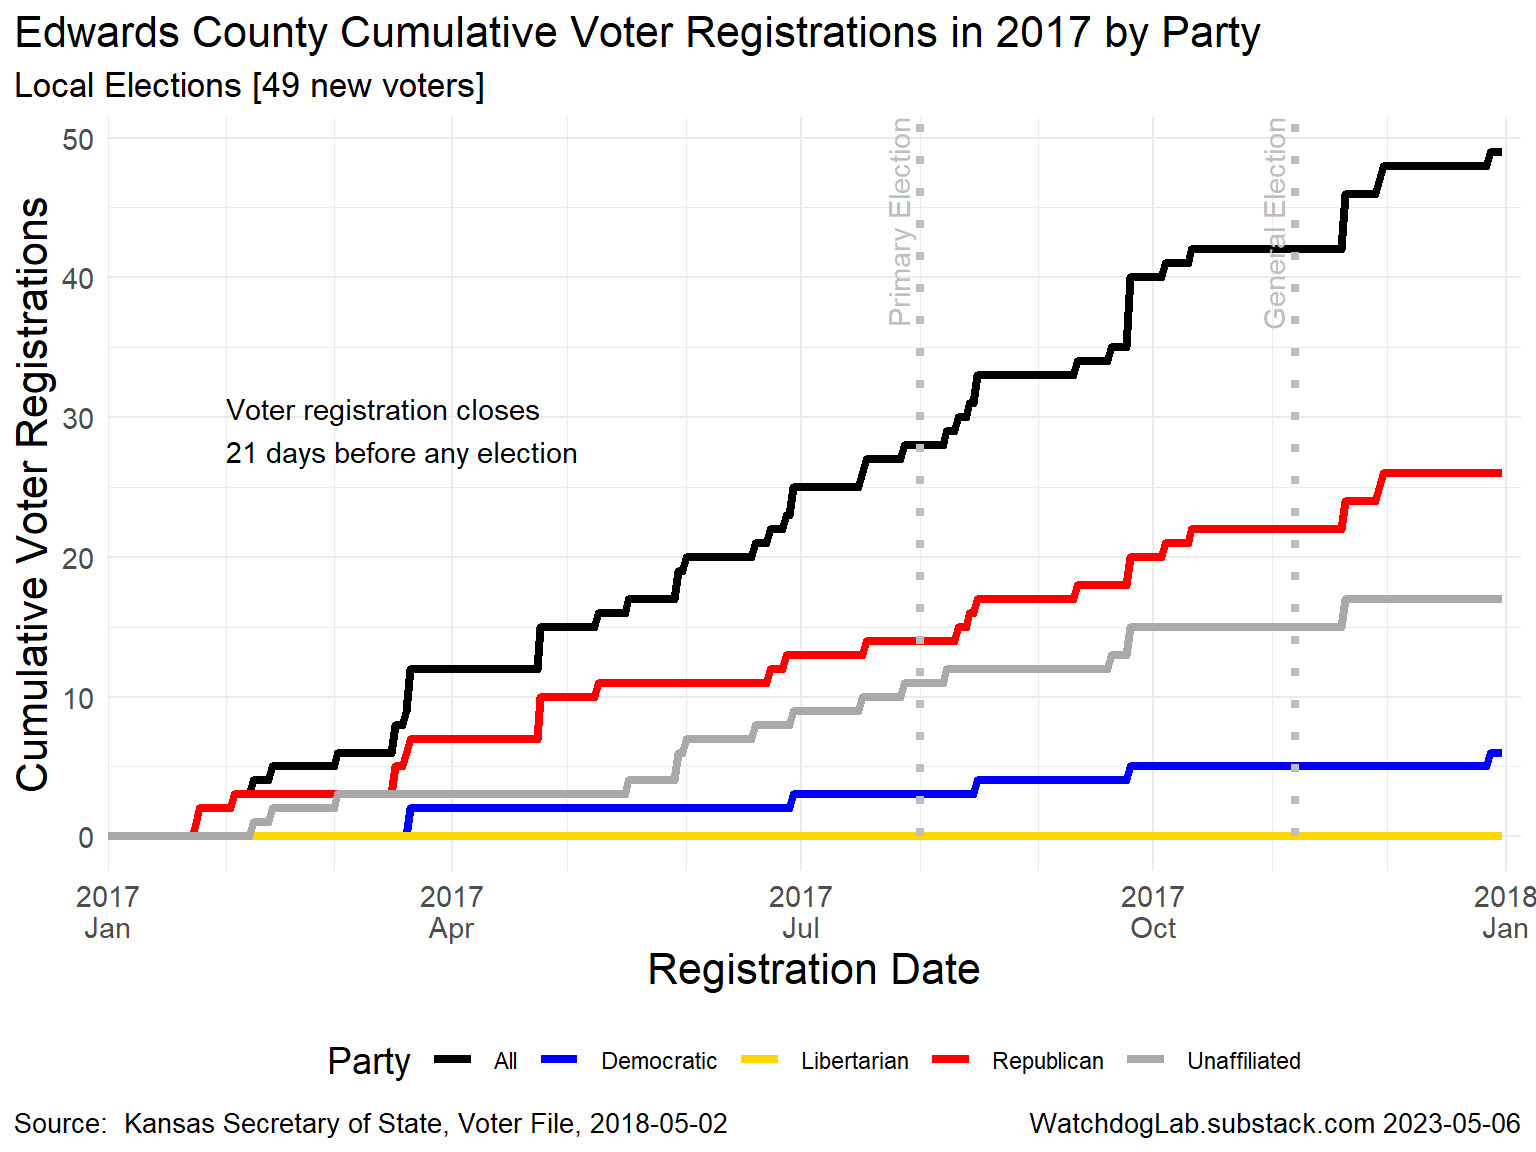 Edwards County Cumulative Voter Registrations in 2017 by Party
Local Elections [49 new voters]
Cumulative Voter Registrations
50
40
30
20
10
0
Primary Election
General Election
Voter registration closes
21 days before any election
2017
Jan
2017
Apr
2017
Jul
2017
Oct
2018
Jan
Registration Date
Party All Democratic Libertarian Republican Unaffiliated
Source:  Kansas Secretary of State, Voter File, 2018-05-02
WatchdogLab.substack.com 2023-05-06